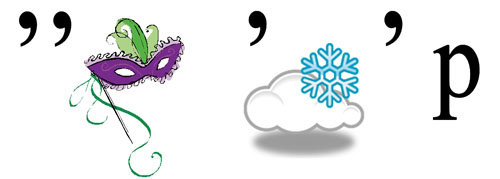 ,, , , p